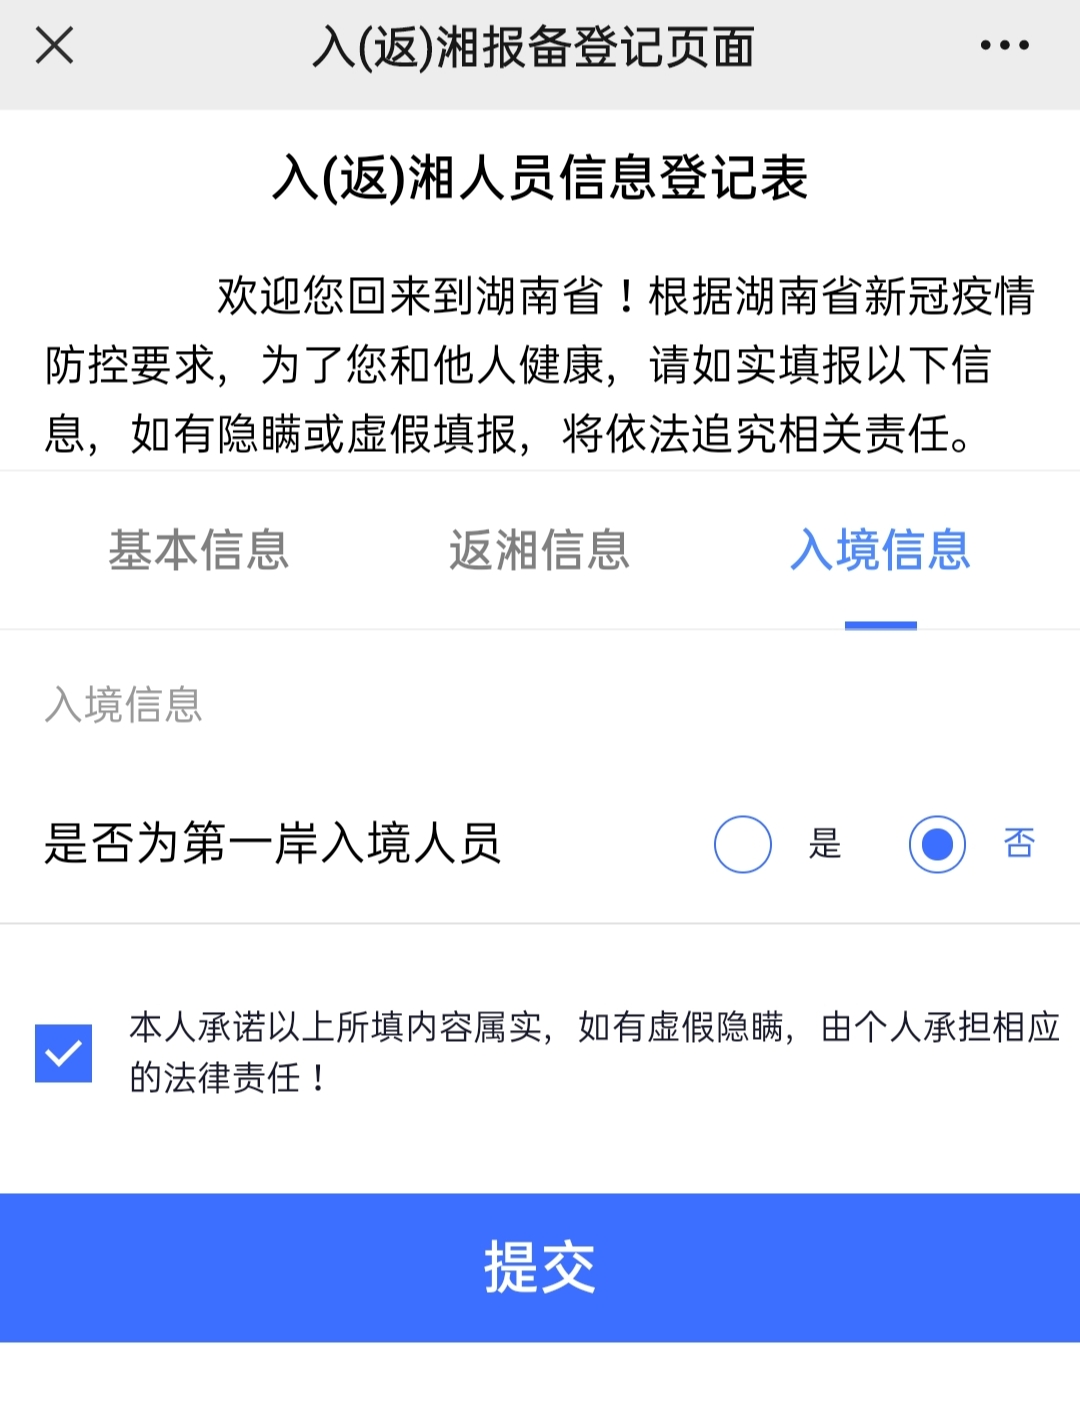 入(返)湘报备登记页面
入(返)湘人员信息登记表
欢迎您回来到湖南省！根据湖南省新冠疫情
防控要求，为了您和他人健康，请如实填报以下信
息，如有隐瞒或虚假填报，将依法追究相关责任。
基本信息 返湘信息 入境信息
入境信息
是否为第一岸入境人员 是 否
本人承诺以上所填内容属实，如有虚假隐瞒，由个人承担相应
的法律责任！
提交